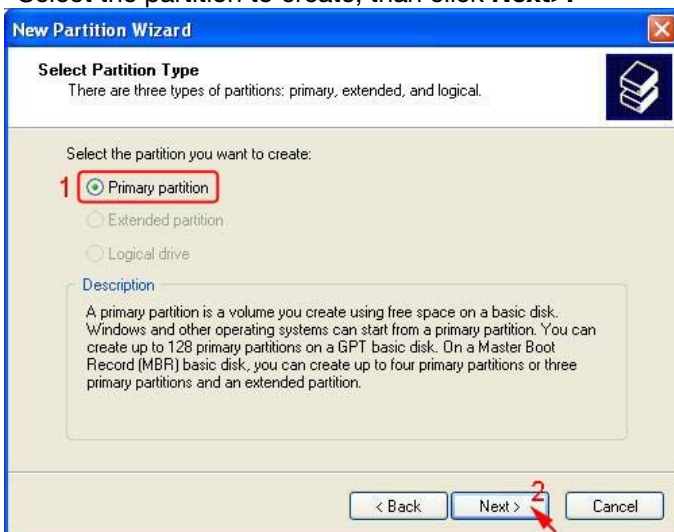 Select the partition to create, than click Next>.
New Partition Wizard
Select Partition Type
There are three types of partitions: primary, extended, and logical.
Select the partition you want to create:
1 Primary partition
Extended partition
Logical drive
Description
A primary partition is a volume you create using free space on a basic disk.
Windows and other operating systems can start from a primary partition. You can
create up to 128 primary partitions on a GPT basic disk. On a Master Boot
Record (MBR) basic disk, you can create up to four primary partitions or three
primary partitions and an extended partition.
< Back Next > 2 Cancel